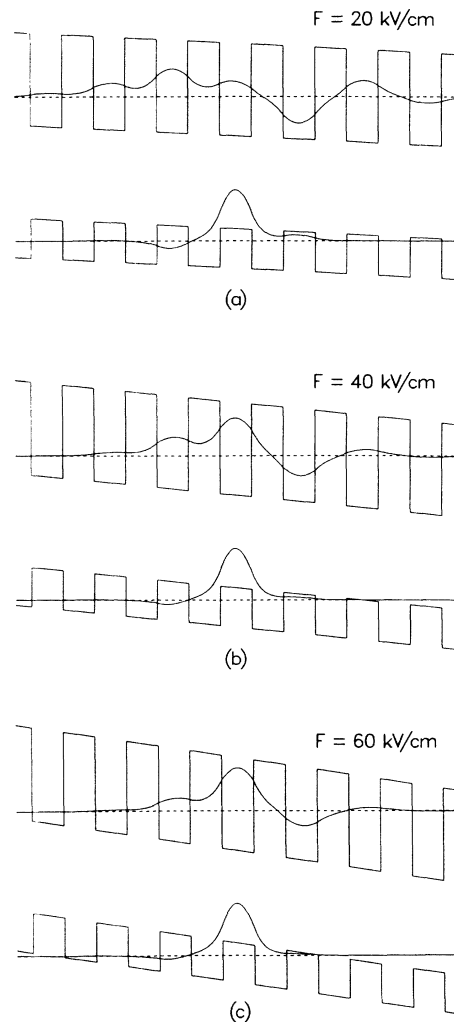 F = 20 kV/cm
(a)
F = 40 kV/cm
(b)
F = 60 kV/cm
(c)